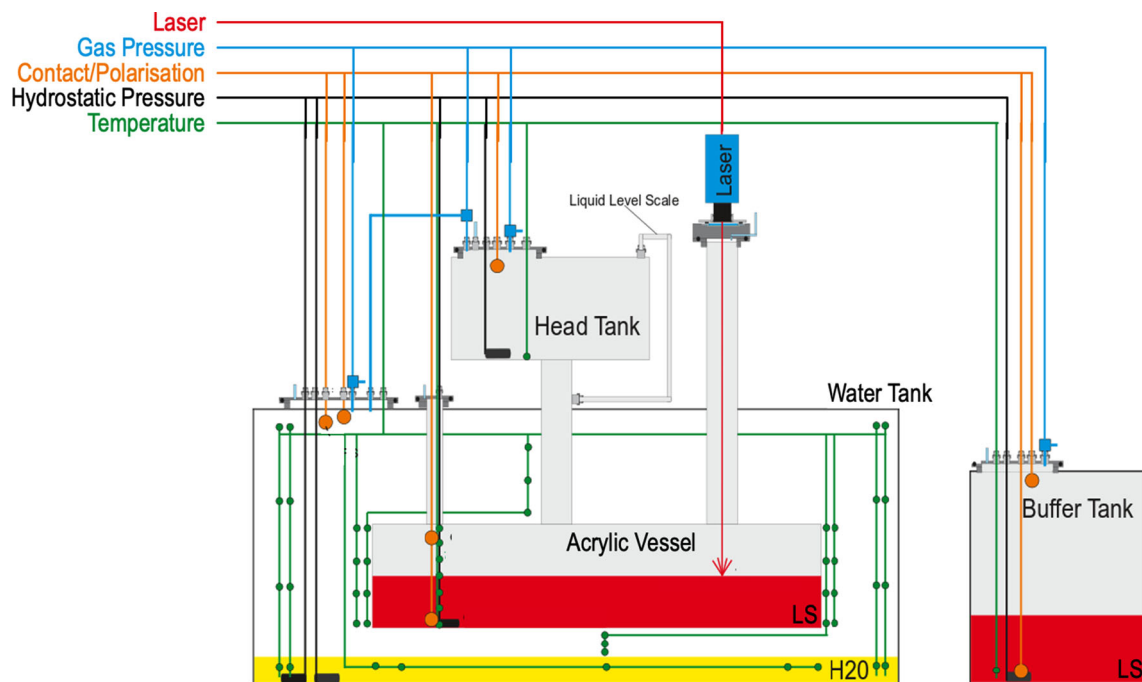 Laser
Gas Pressure
Contact/Polarisation
Hydrostatic Pressure
Temperature
Laser
Liquid Level Scale
Head Tank
Water Tank
Buffer Tank
Acrylic Vessel
LS
H20
LS